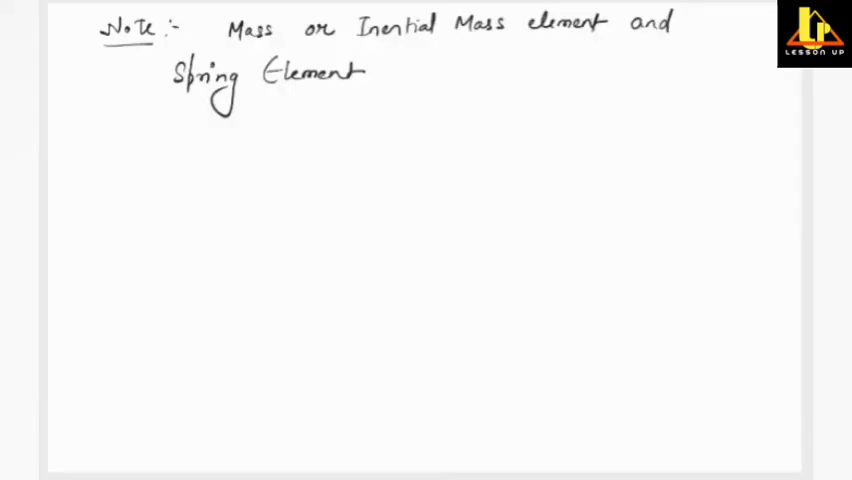 Note :- Mass or Inertial Mass element and
Spring Element
LESSON UP